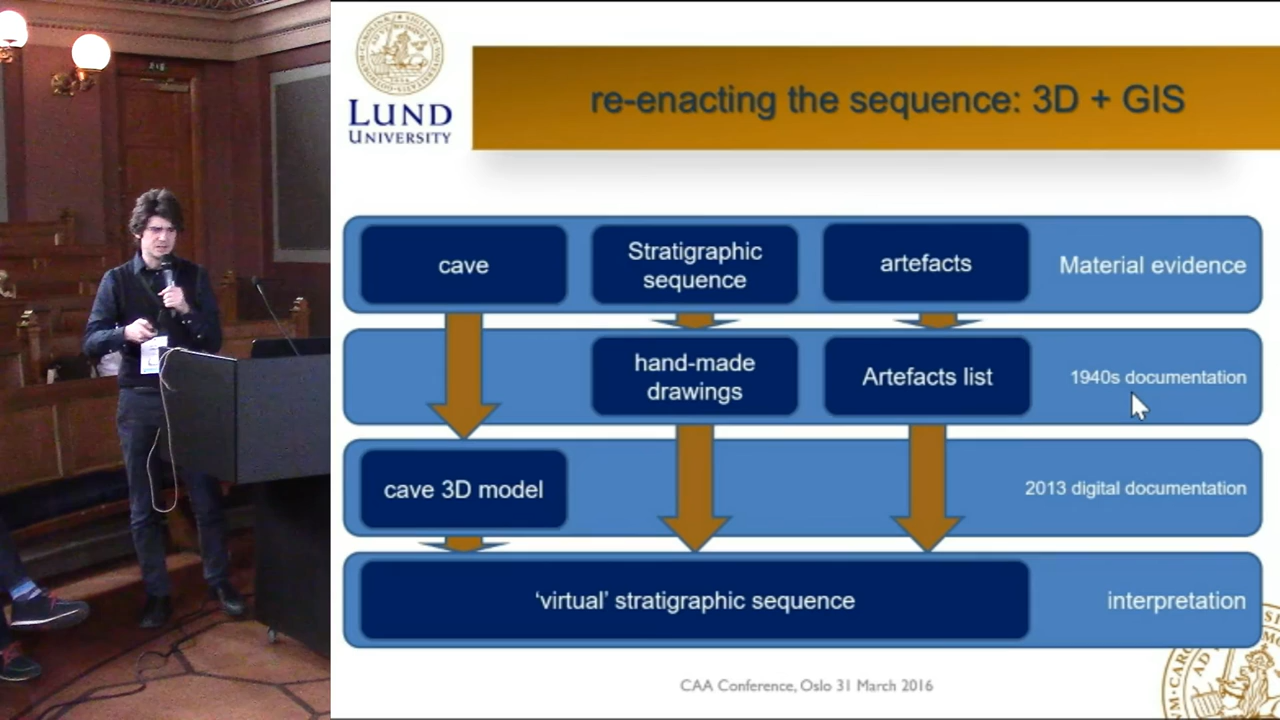 LUND
UNIVERSITY
re-enacting the sequence: 3D + GIS
cave
Stratigraphic
sequence
artefacts
Material evidence
hand-made
drawings
Artefacts list
1940s documentation
cave 3D model
2013 digital documentation
‘virtual’ stratigraphic sequence
interpretation
CAA Conference, Oslo 31 March 2016